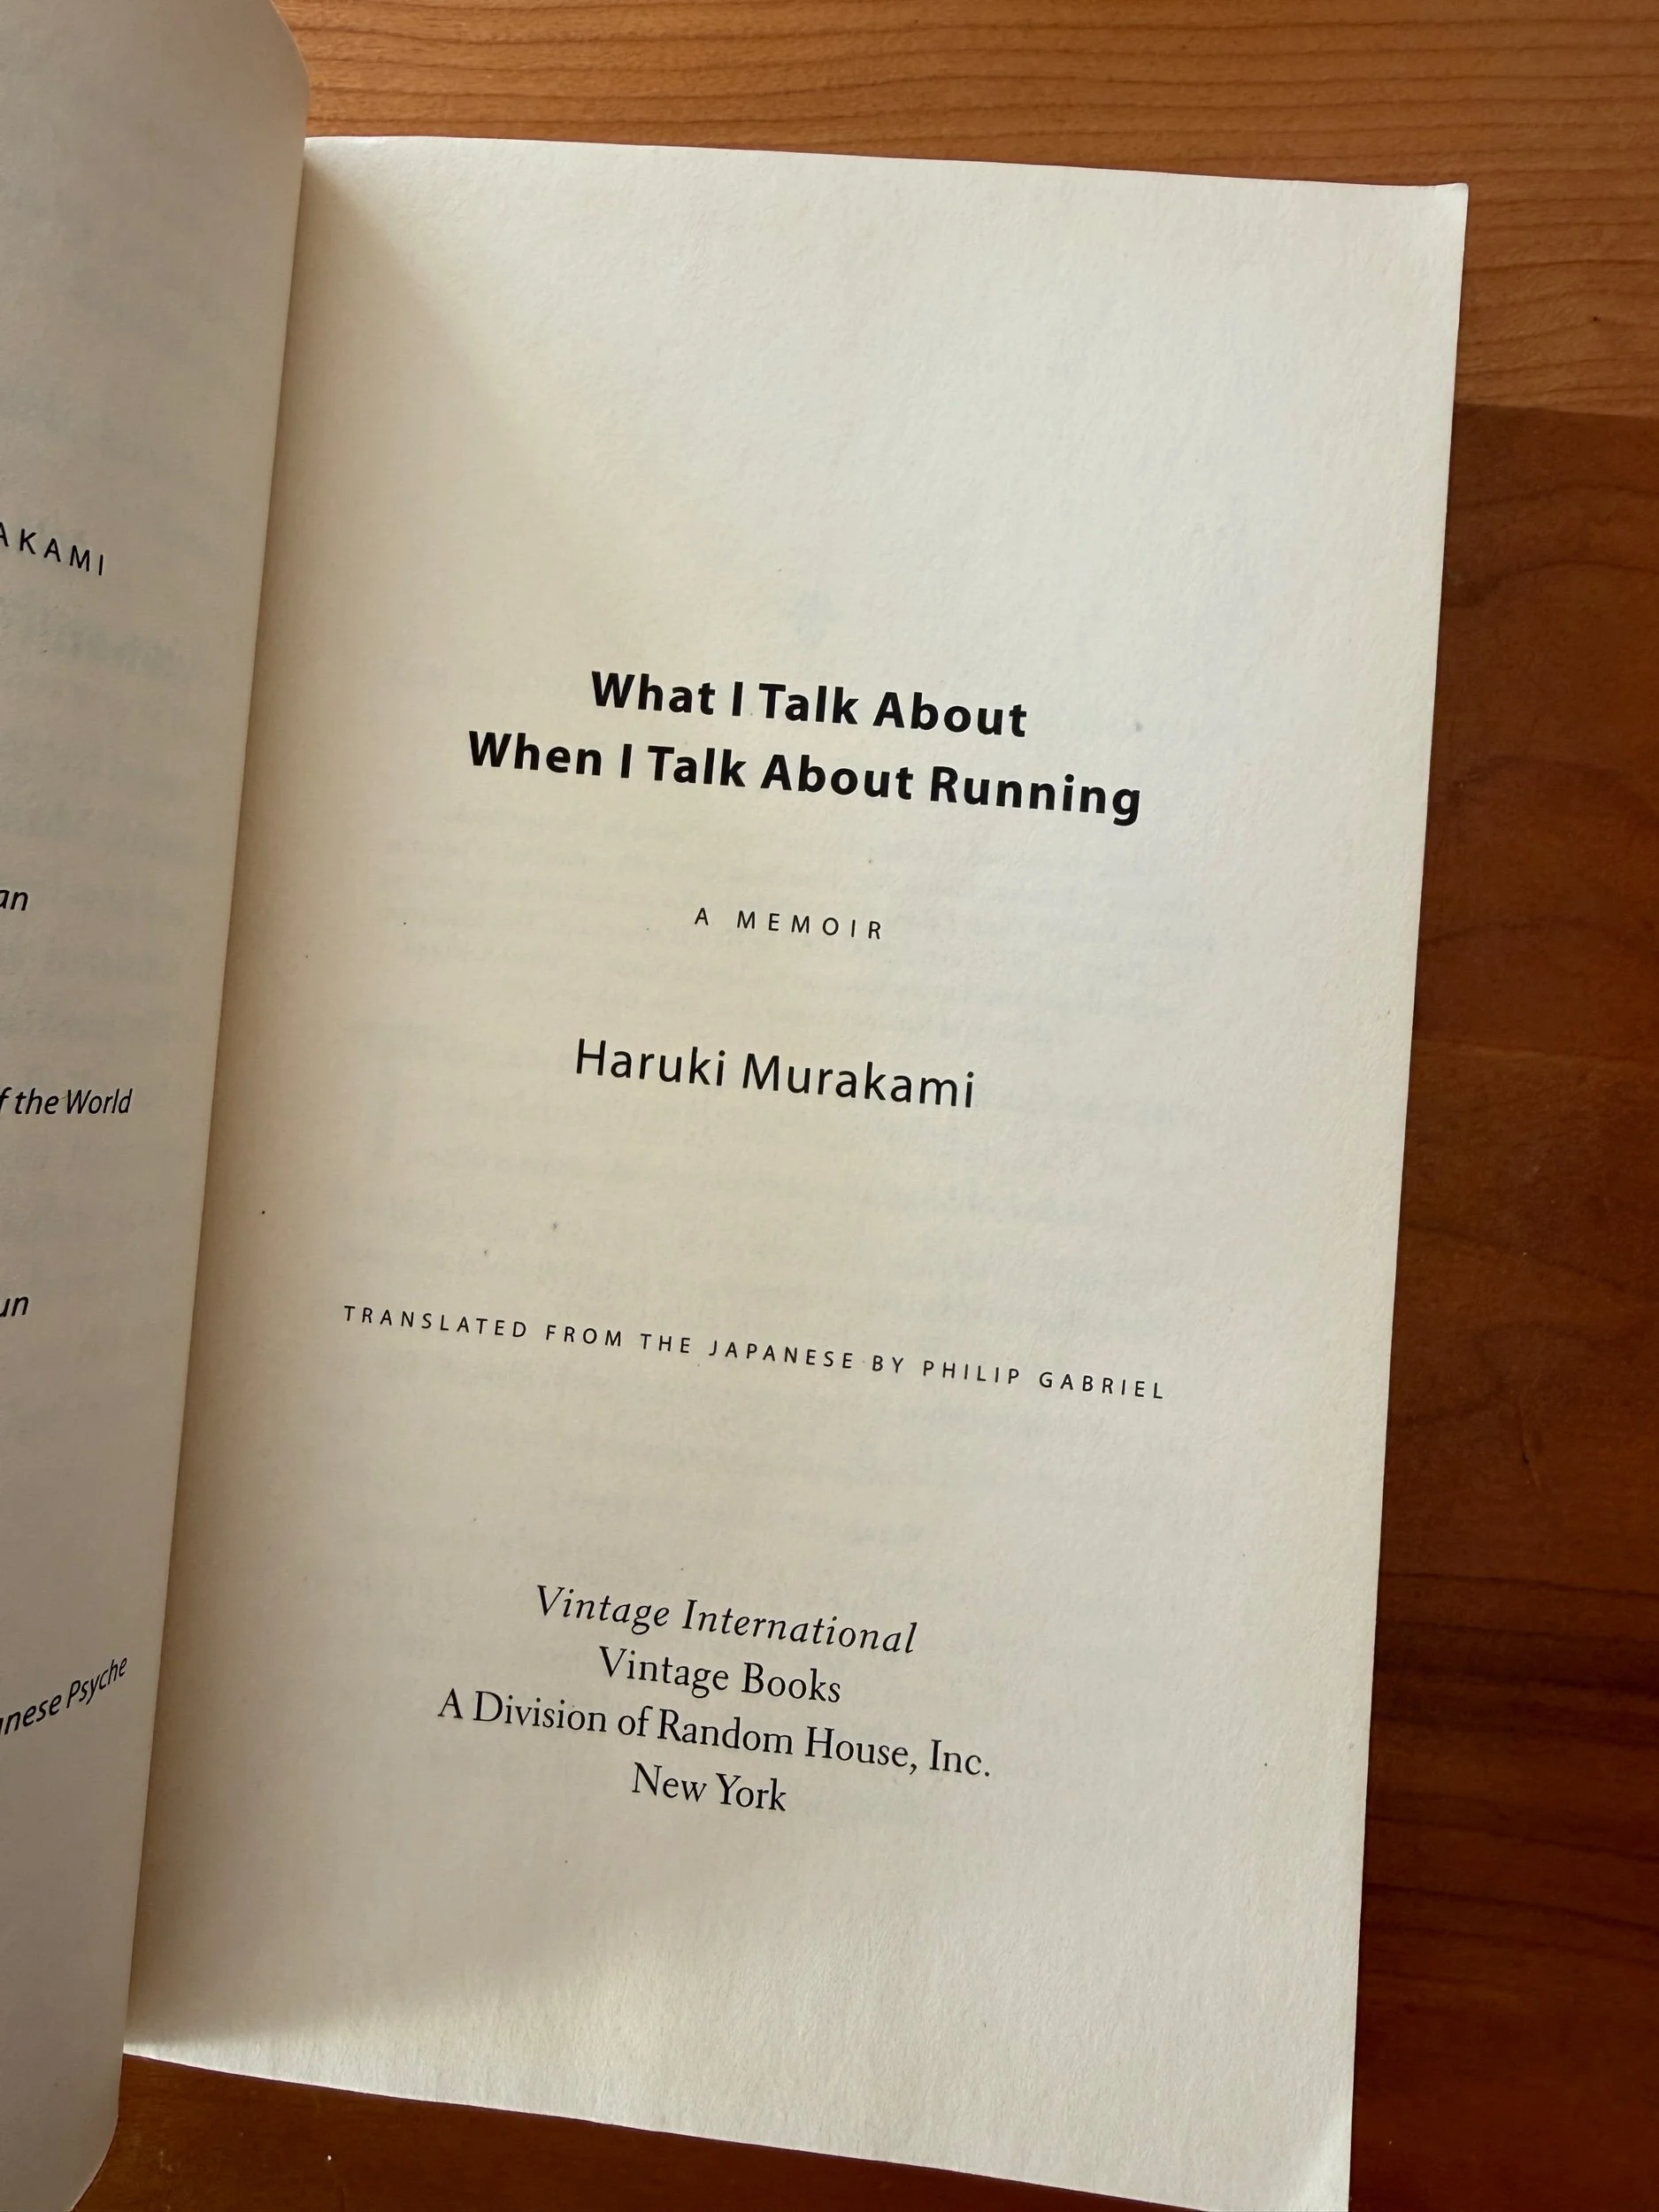 AKAMI
an
f the World
un
nese Psyche
What I Talk About
When I Talk About Running
A MEMOIR
Haruki Murakami
TRANSLATED FROM THE JAPANESE BY PHILIP GABRIEL
Vintage International
Vintage Books
A Division of Random House, Inc.
New York